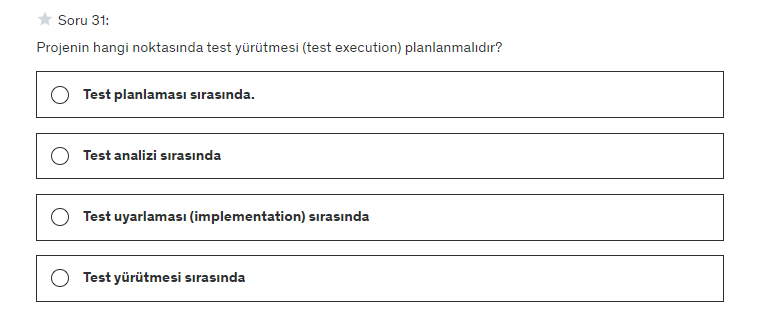 Soru 31:
Projenin hangi noktasında test yürütmesi (test execution) planlanmalıdır?
Test planlaması sırasında.
Test analizi sırasında
Test uyarlaması (implementation) sırasında
Test yürütmesi sırasında